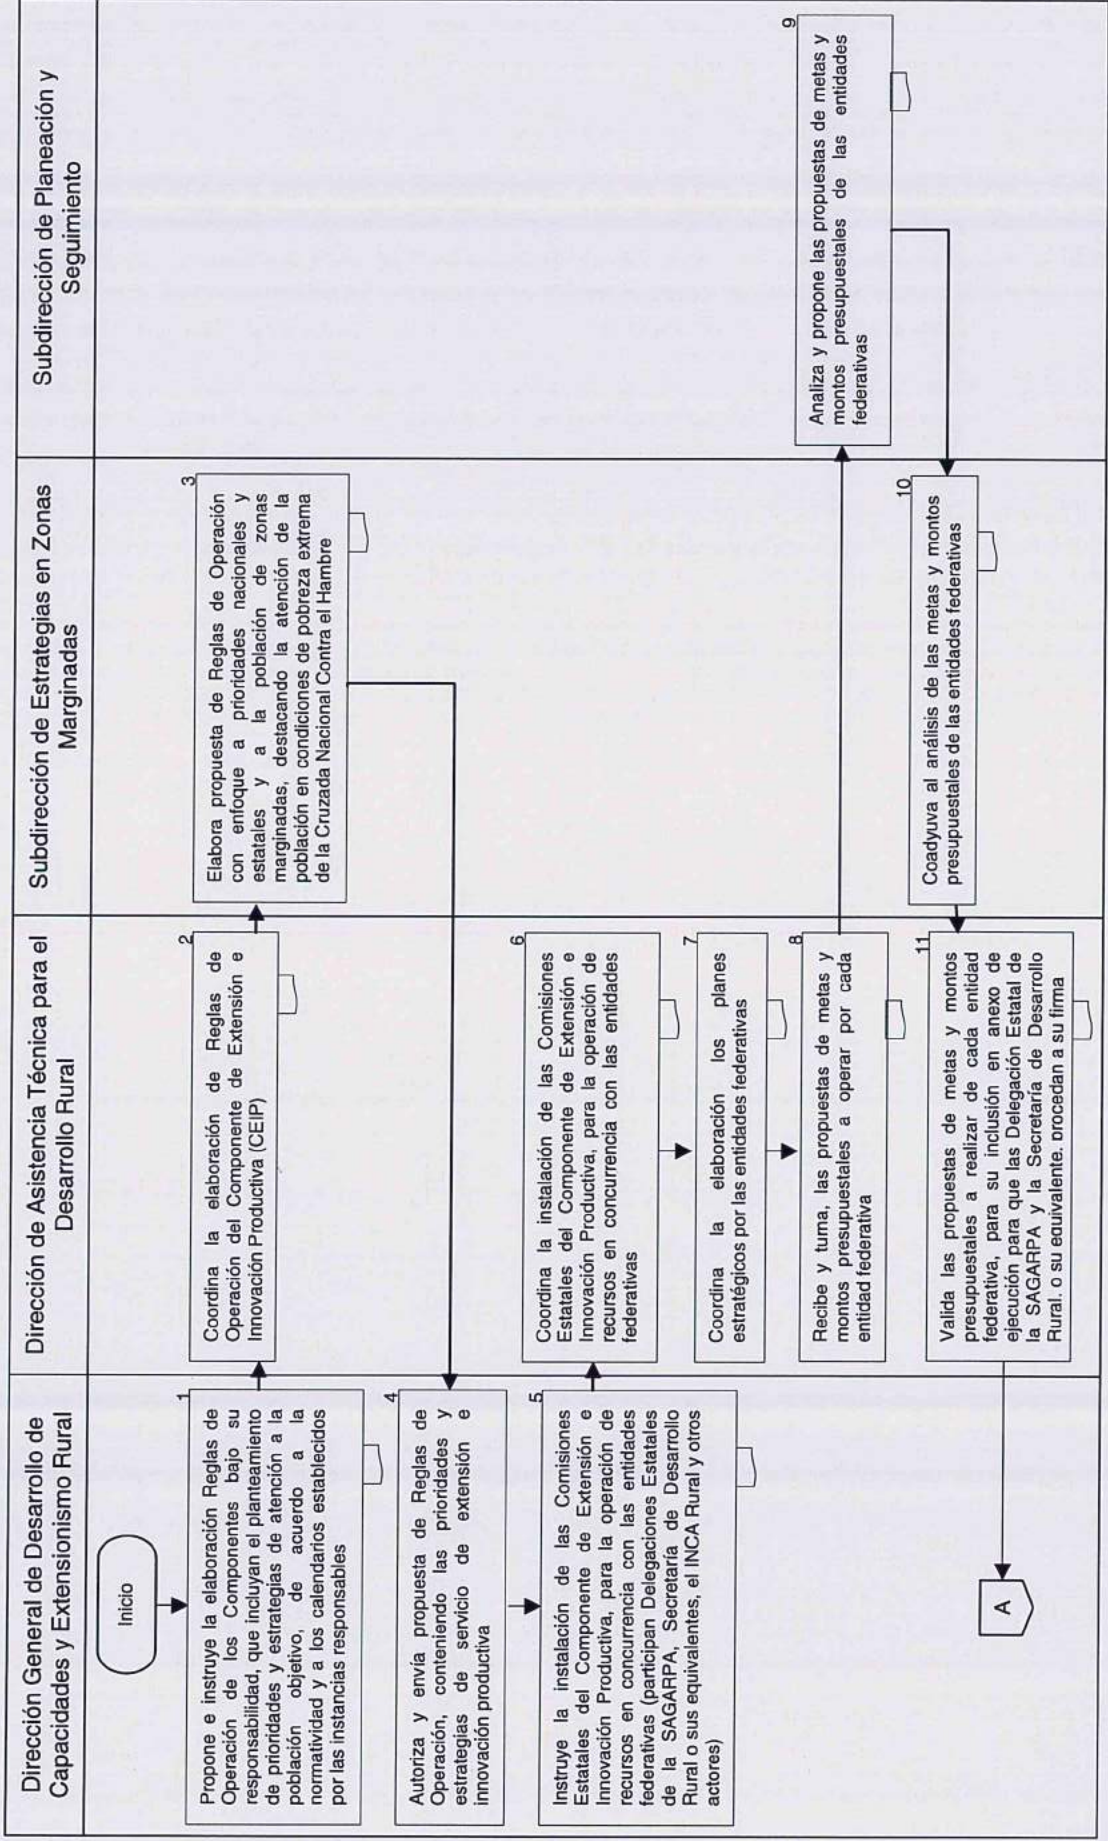 Dirección General de Desarrollo de
Capacidades y Extensionismo Rural
Dirección de Asistencia Técnica para el
Desarrollo Rural
Subdirección de Estrategias en Zonas
Marginadas
Subdirección de Planeación y
Seguimiento
Inicio
1
Propone e instruye la elaboración Reglas de
Operación de los Componentes bajo su
responsabilidad, que incluyan el planteamiento
de prioridades y estrategias de atención a la
población objetivo, de acuerdo a la
normatividad y a los calendarios establecidos
por las instancias responsables
2
Coordina la elaboración de Reglas de
Operación del Componente de Extensión e
Innovación Productiva (CEIP)
3
Elabora propuesta de Reglas de Operación
con enfoque a prioridades nacionales y
estatales y a la población de zonas
marginadas, destacando la atención de la
población en condiciones de pobreza extrema
de la Cruzada Nacional Contra el Hambre
4
Autoriza y envía propuesta de Reglas de
Operación, conteniendo las prioridades y
estrategias de servicio de extensión e
innovación productiva
5
Instruye la instalación de las Comisiones
Estatales del Componente de Extensión e
Innovación Productiva, para la operación de
recursos en concurrencia con las entidades
federativas (participan Delegaciones Estatales
de la SAGARPA, Secretaría de Desarrollo
Rural o sus equivalentes, el INCA Rural y otros
actores)
6
Coordina la instalación de las Comisiones
Estatales del Componente de Extensión e
Innovación Productiva, para la operación de
recursos en concurrencia con las entidades
federativas
7
Coordina la elaboración los planes
estratégicos por las entidades federativas
8
Recibe y turna, las propuestas de metas y
montos presupuestales a operar por cada
entidad federativa
9
Analiza y propone las propuestas de metas y
montos presupuestales de las entidades
federativas
10
Coadyuva al análisis de las metas y montos
presupuestales de las entidades federativas
11
Valida las propuestas de metas y montos
presupuestales a realizar de cada entidad
federativa, para su inclusión en anexo de
ejecución para que las Delegación Estatal de
la SAGARPA y la Secretaría de Desarrollo
Rural. o su equivalente. procedan a su firma
A